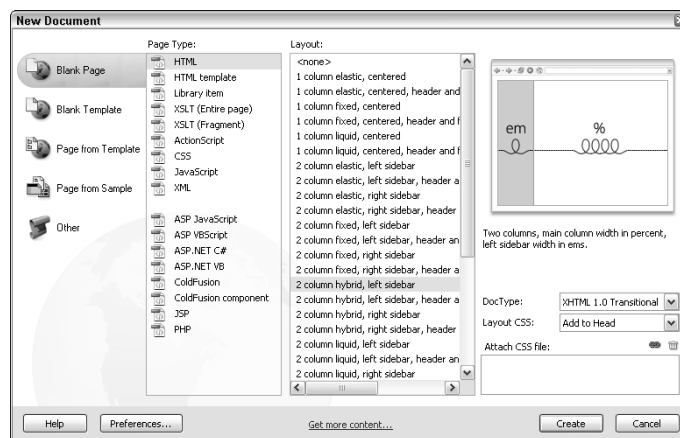 New Document
Blank Page
Blank Template
Page from Template
Page from Sample
Other
Page Type:
HTML
HTML template
Library item
XSLT (Entire page)
XSLT (Fragment)
ActionScript
CSS
JavaScript
XML
ASP JavaScript
ASP VBScript
ASP.NET C#
ASP.NET VB
ColdFusion
ColdFusion component
JSP
PHP
Layout:
<none>
1 column elastic, centered
1 column elastic, centered, header and
1 column fixed, centered
1 column fixed, centered, header and f
1 column liquid, centered
1 column liquid, centered, header and f
2 column elastic, left sidebar
2 column elastic, left sidebar, header a
2 column elastic, right sidebar
2 column elastic, right sidebar, header
2 column fixed, left sidebar
2 column fixed, left sidebar, header an
2 column fixed, right sidebar
2 column fixed, right sidebar, header a
2 column hybrid, left sidebar
2 column hybrid, left sidebar, header a
2 column hybrid, right sidebar
2 column hybrid, right sidebar, header
2 column liquid, left sidebar
2 column liquid, left sidebar, header an
2 column liquid, right sidebar
em
%
Two columns, main column width in percent,
left sidebar width in ems.
DocType: XHTML 1.0 Transitional
Layout CSS: Add to Head
Attach CSS file:
Help
Preferences...
Get more content...
Create
Cancel